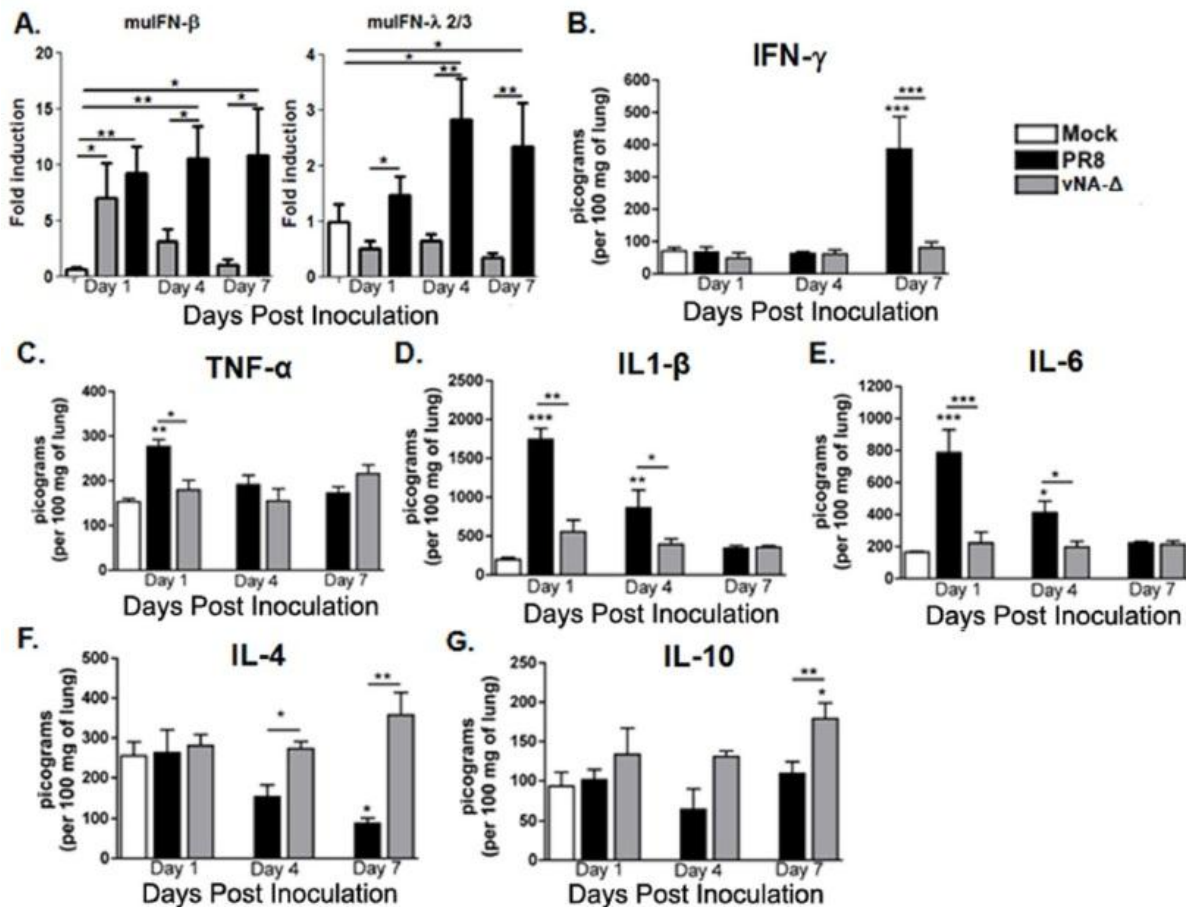 A.
muIFN-β
muIFN-λ 2/3
Fold induction
20
15
10
5
0
*
**
**
*
*
*
Day 1 Day 4 Day 7
Fold induction
4
3
2
1
0
*
*
**
**
*
Day 1 Day 4 Day 7
Days Post Inoculation
B.
IFN-γ
picograms
(per 100 mg of lung)
600
500
400
300
200
100
0
***
***
Day 1 Day 4 Day 7
Days Post Inoculation
Mock
PR8
vNA-Δ
C.
TNF-α
picograms
(per 100 mg of lung)
400
300
200
100
0
*
**
Day 1 Day 4 Day 7
Days Post Inoculation
D.
IL1-β
picograms
(per 100 mg of lung)
2500
2000
1500
1000
500
0
**
***
*
**
Day 1 Day 4 Day 7
Days Post Inoculation
E.
IL-6
picograms
(per 100 mg of lung)
1200
1000
800
600
400
200
0
***
***
*
*
Day 1 Day 4 Day 7
Days Post Inoculation
F.
IL-4
picograms
(per 100 mg of lung)
500
400
300
200
100
0
*
**
*
Day 1 Day 4 Day 7
Days Post Inoculation
G.
IL-10
picograms
(per 100 mg of lung)
250
200
150
100
50
0
**
*
Day 1 Day 4 Day 7
Days Post Inoculation